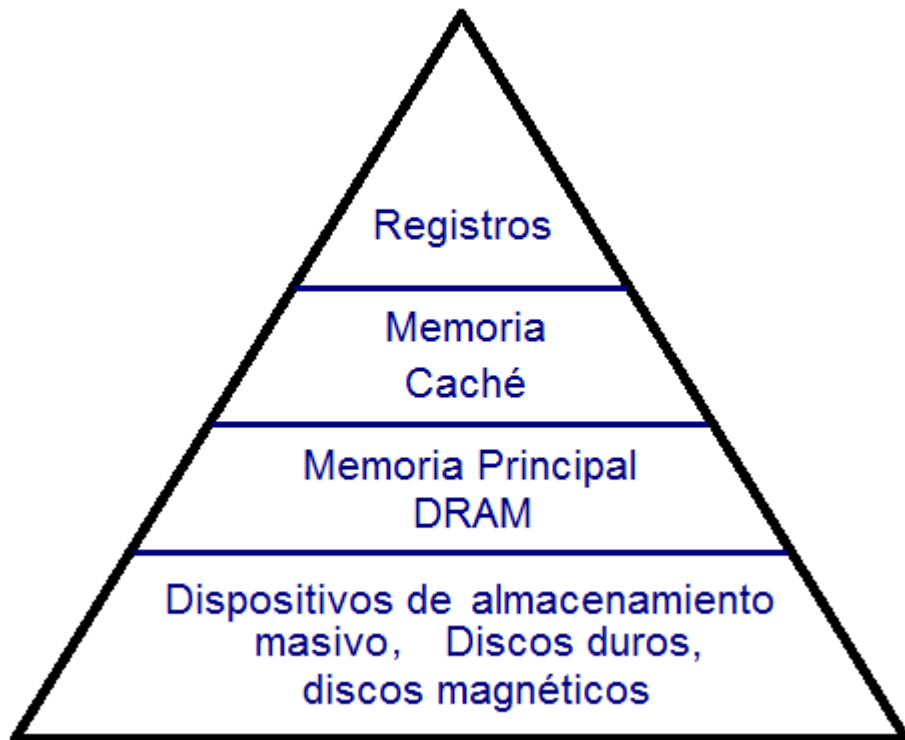 Registros
Memoria
Caché
Memoria Principal
DRAM
Dispositivos de almacenamiento
masivo, Discos duros,
discos magnéticos